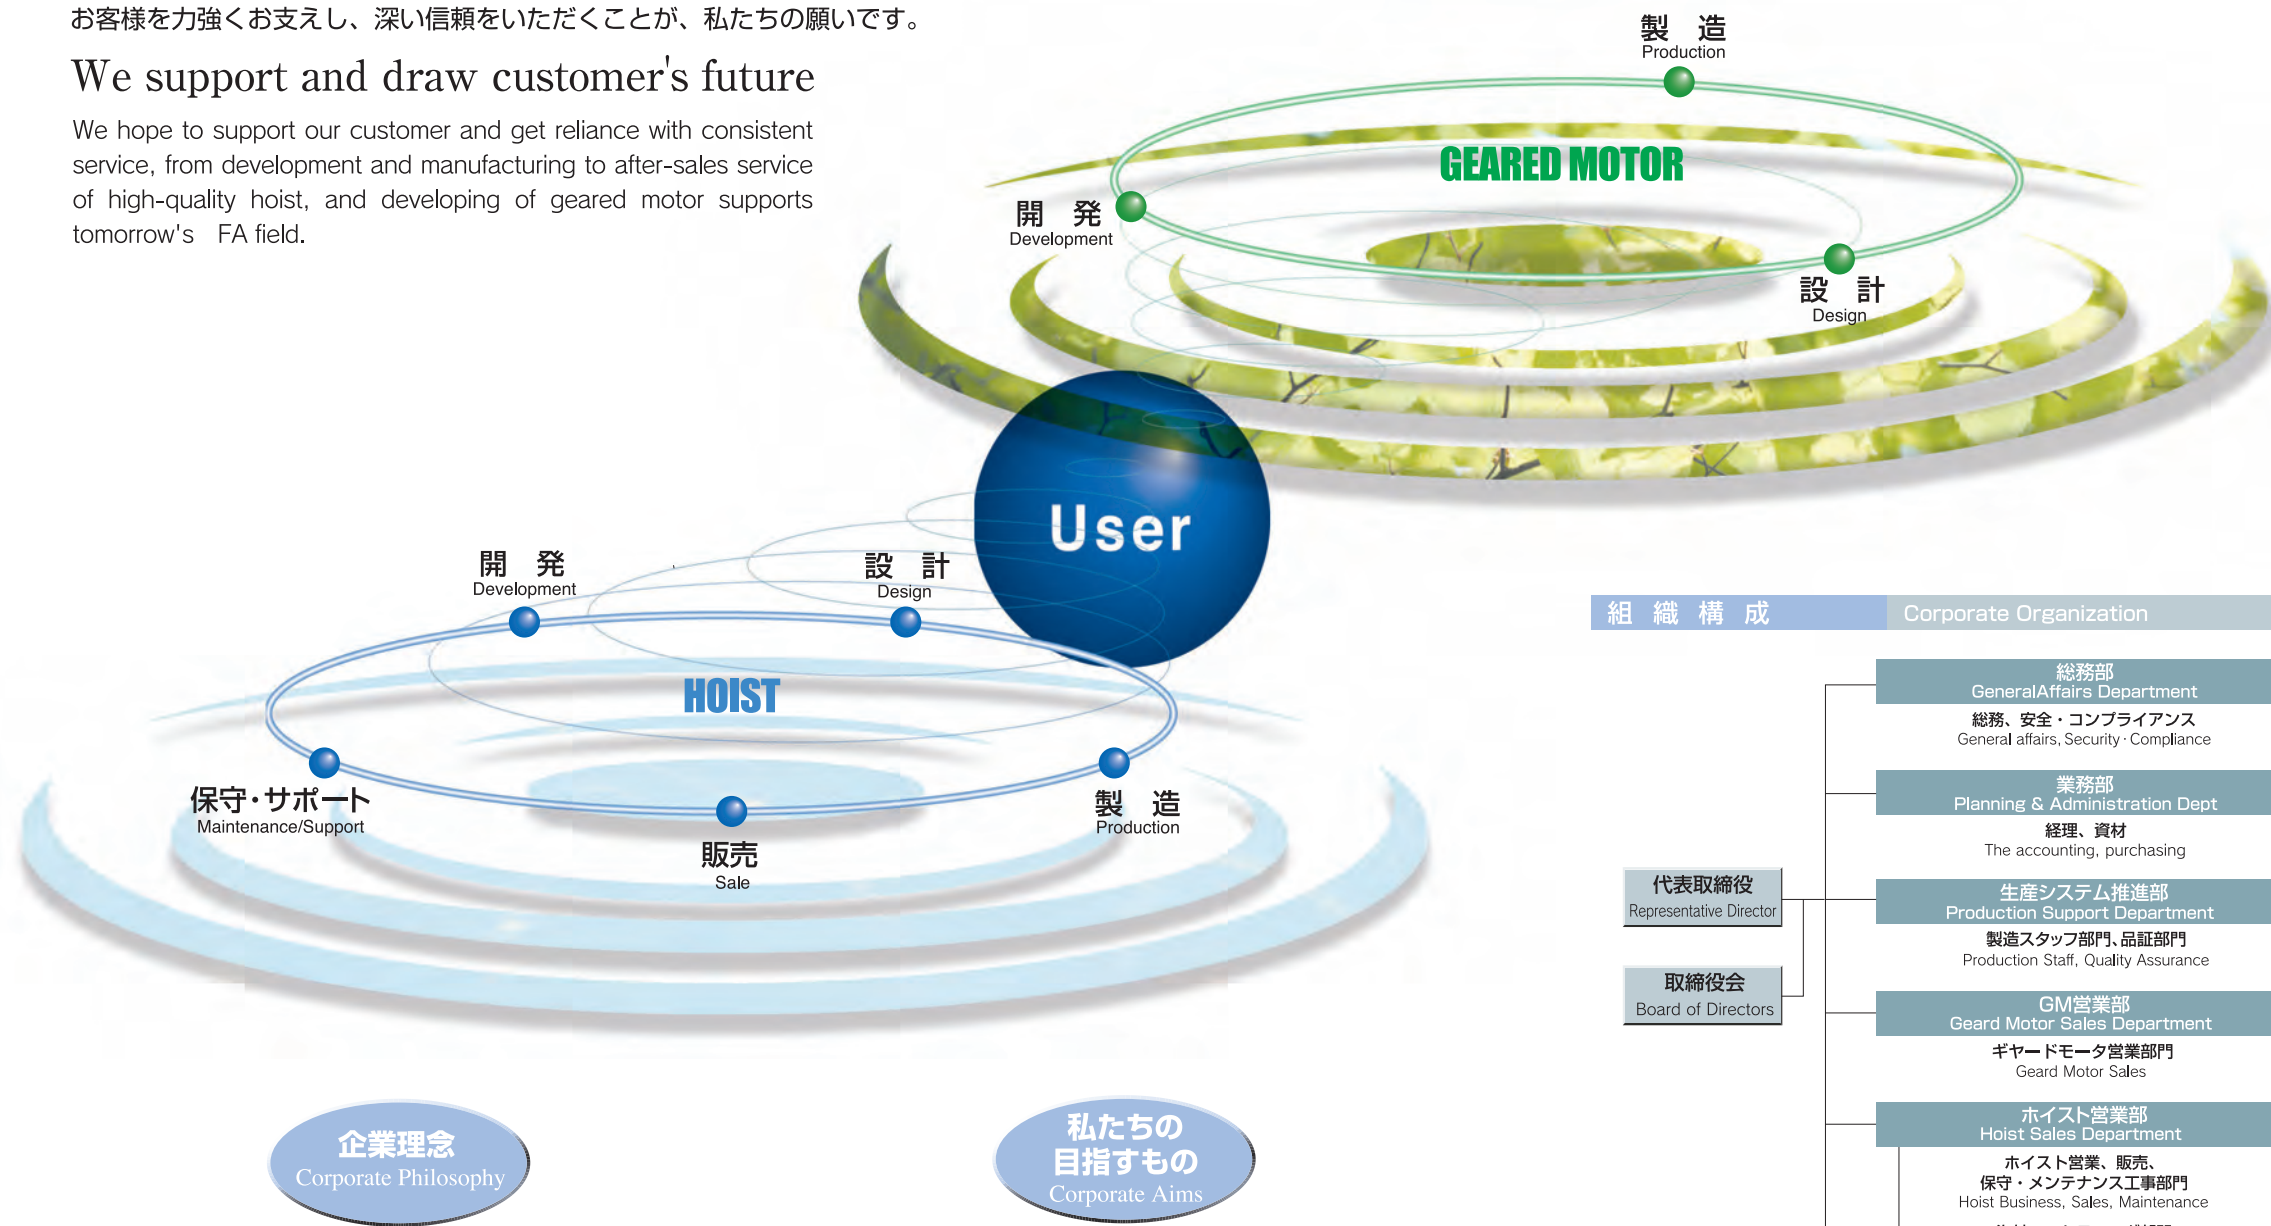 お客様を力強くお支えし、深い信頼をいただくことが、私たちの願いです。
We support and draw customer's future
We hope to support our customer and get reliance with consistent
service, from development and manufacturing to after-sales service
of high-quality hoist, and developing of geared motor supports
tomorrow's FA field.
製 造
Production
GEARED MOTOR
開 発
Development
設 計
Design
User
開 発
Development
設 計
Design
HOIST
保守・サポート
Maintenance/Support
販売
Sale
製 造
Production
企業理念
Corporate Philosophy
私たちの
目指すもの
Corporate Aims
組 織 構 成
Corporate Organization
代表取締役
Representative Director
取締役会
Board of Directors
総務部
GeneralAffairs Department
総務、安全・コンプライアンス
General affairs, Security・Compliance
業務部
Planning & Administration Dept
経理、資材
The accounting, purchasing
生産システム推進部
Production Support Department
製造スタッフ部門、品証部門
Production Staff, Quality Assurance
GM営業部
Geard Motor Sales Department
ギヤードモータ営業部門
Geard Motor Sales
ホイスト営業部
Hoist Sales Department
ホイスト営業、販売、
保守・メンテナンス工事部門
Hoist Business, Sales, Maintenance